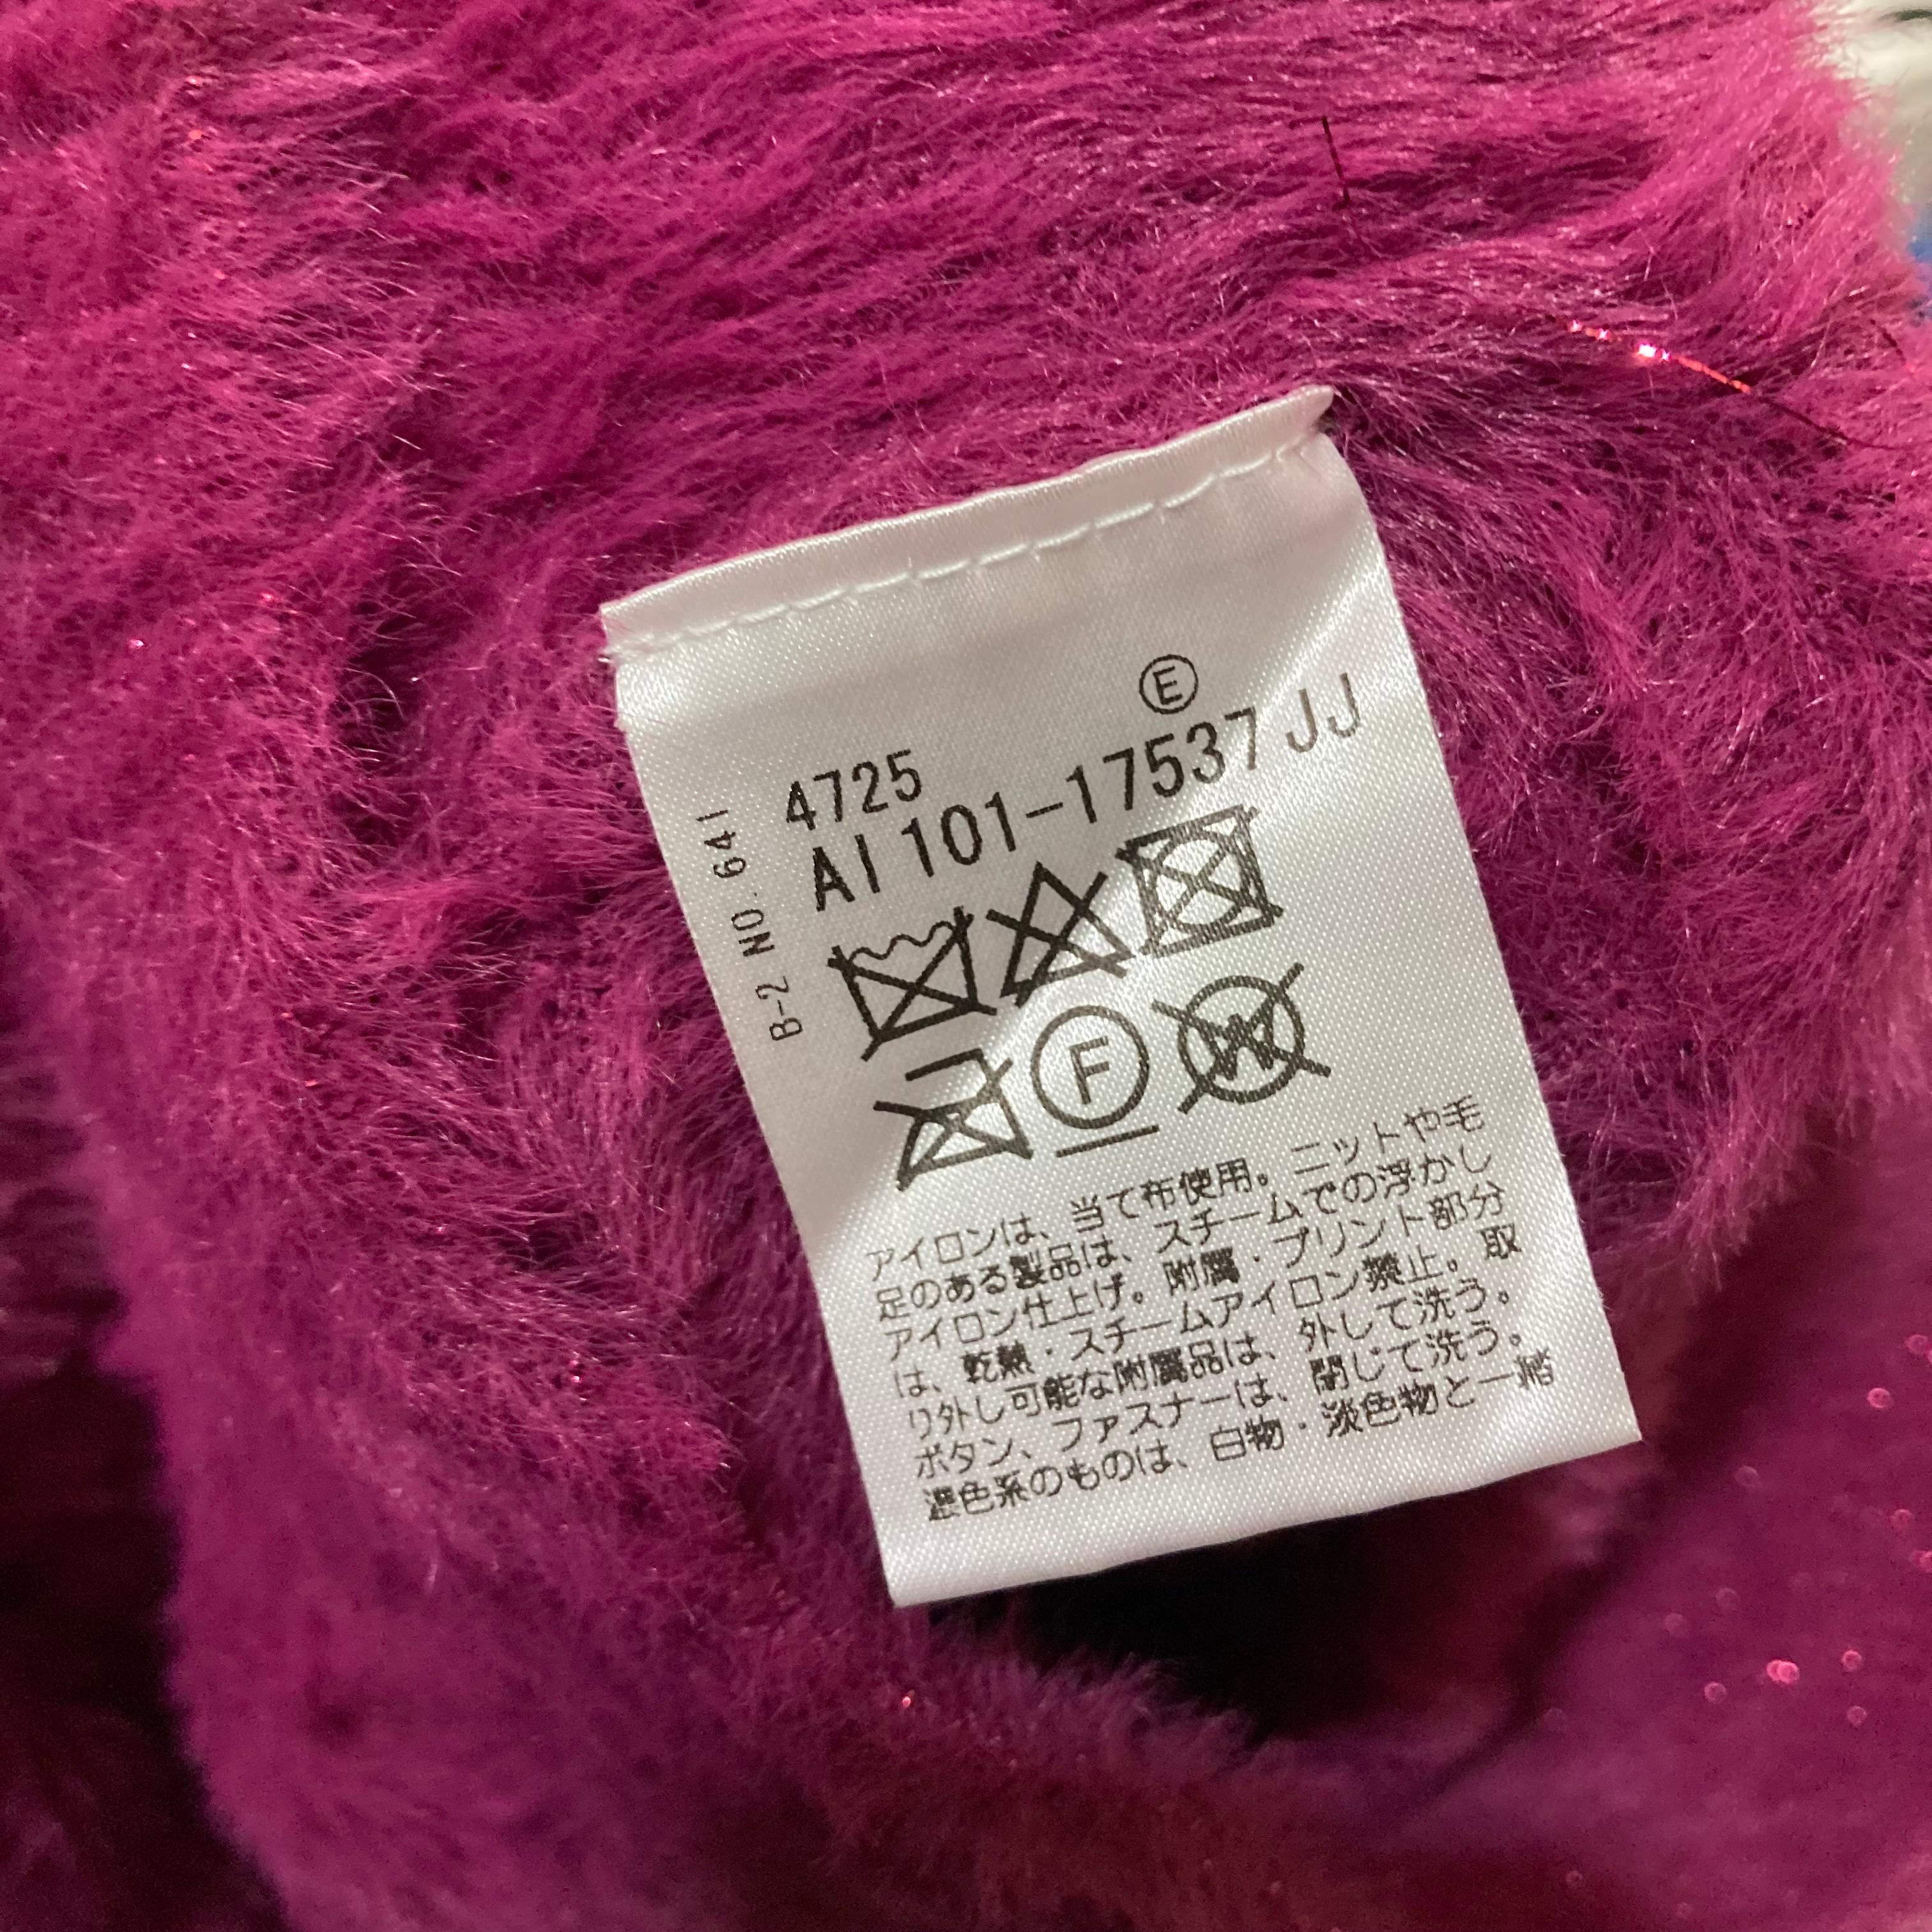 Ⓔ
4725
AI 101-17537 JJ
B-2 NO. 641
F
W
アイロンは、当て布使用。ニットや毛
足のある製品は、スチームでの浮かし
アイロン仕上げ。附属・プリント部分
は、乾熱・スチームアイロン禁止。取
り外し可能な附属品は、外して洗う。
ボタン、ファスナーは、閉じて洗う。
濃色系のものは、白物・淡色物と一緒